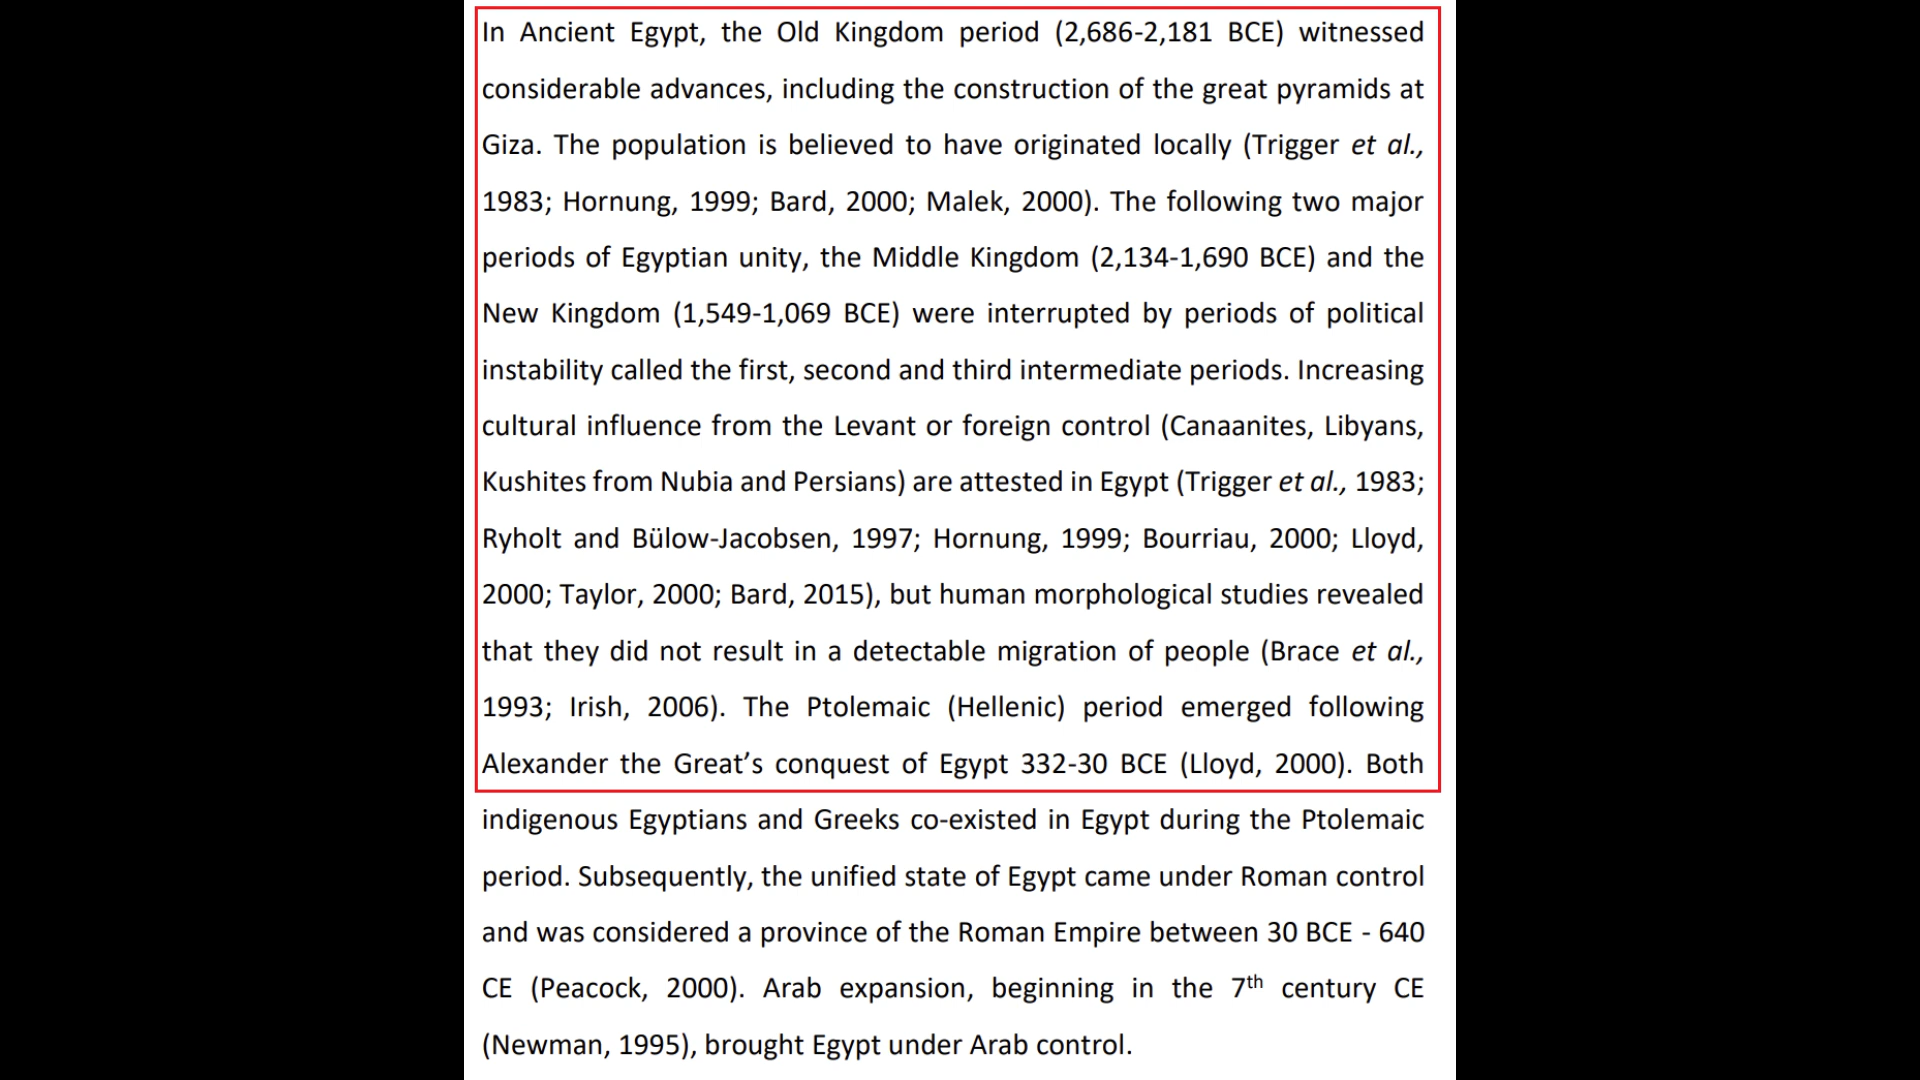 In Ancient Egypt, the Old Kingdom period (2,686-2,181 BCE) witnessed
considerable advances, including the construction of the great pyramids at
Giza. The population is believed to have originated locally (Trigger et al.,
1983; Hornung, 1999; Bard, 2000; Malek, 2000). The following two major
periods of Egyptian unity, the Middle Kingdom (2,134-1,690 BCE) and the
New Kingdom (1,549-1,069 BCE) were interrupted by periods of political
instability called the first, second and third intermediate periods. Increasing
cultural influence from the Levant or foreign control (Canaanites, Libyans,
Kushites from Nubia and Persians) are attested in Egypt (Trigger et al., 1983;
Ryholt and Bülow-Jacobsen, 1997; Hornung, 1999; Bourriau, 2000; Lloyd,
2000; Taylor, 2000; Bard, 2015), but human morphological studies revealed
that they did not result in a detectable migration of people (Brace et al.,
1993; Irish, 2006). The Ptolemaic (Hellenic) period emerged following
Alexander the Great’s conquest of Egypt 332-30 BCE (Lloyd, 2000). Both
indigenous Egyptians and Greeks co-existed in Egypt during the Ptolemaic
period. Subsequently, the unified state of Egypt came under Roman control
and was considered a province of the Roman Empire between 30 BCE - 640
CE (Peacock, 2000). Arab expansion, beginning in the 7th century CE
(Newman, 1995), brought Egypt under Arab control.